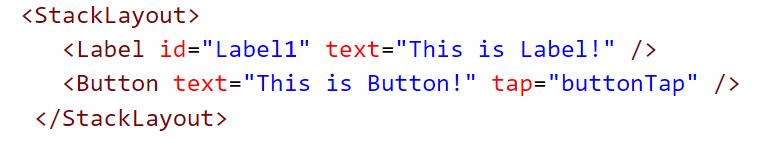 <StackLayout>
<Label id="Label1" text="This is Label!" />
<Button text="This is Button!" tap="buttonTap" />
</StackLayout>